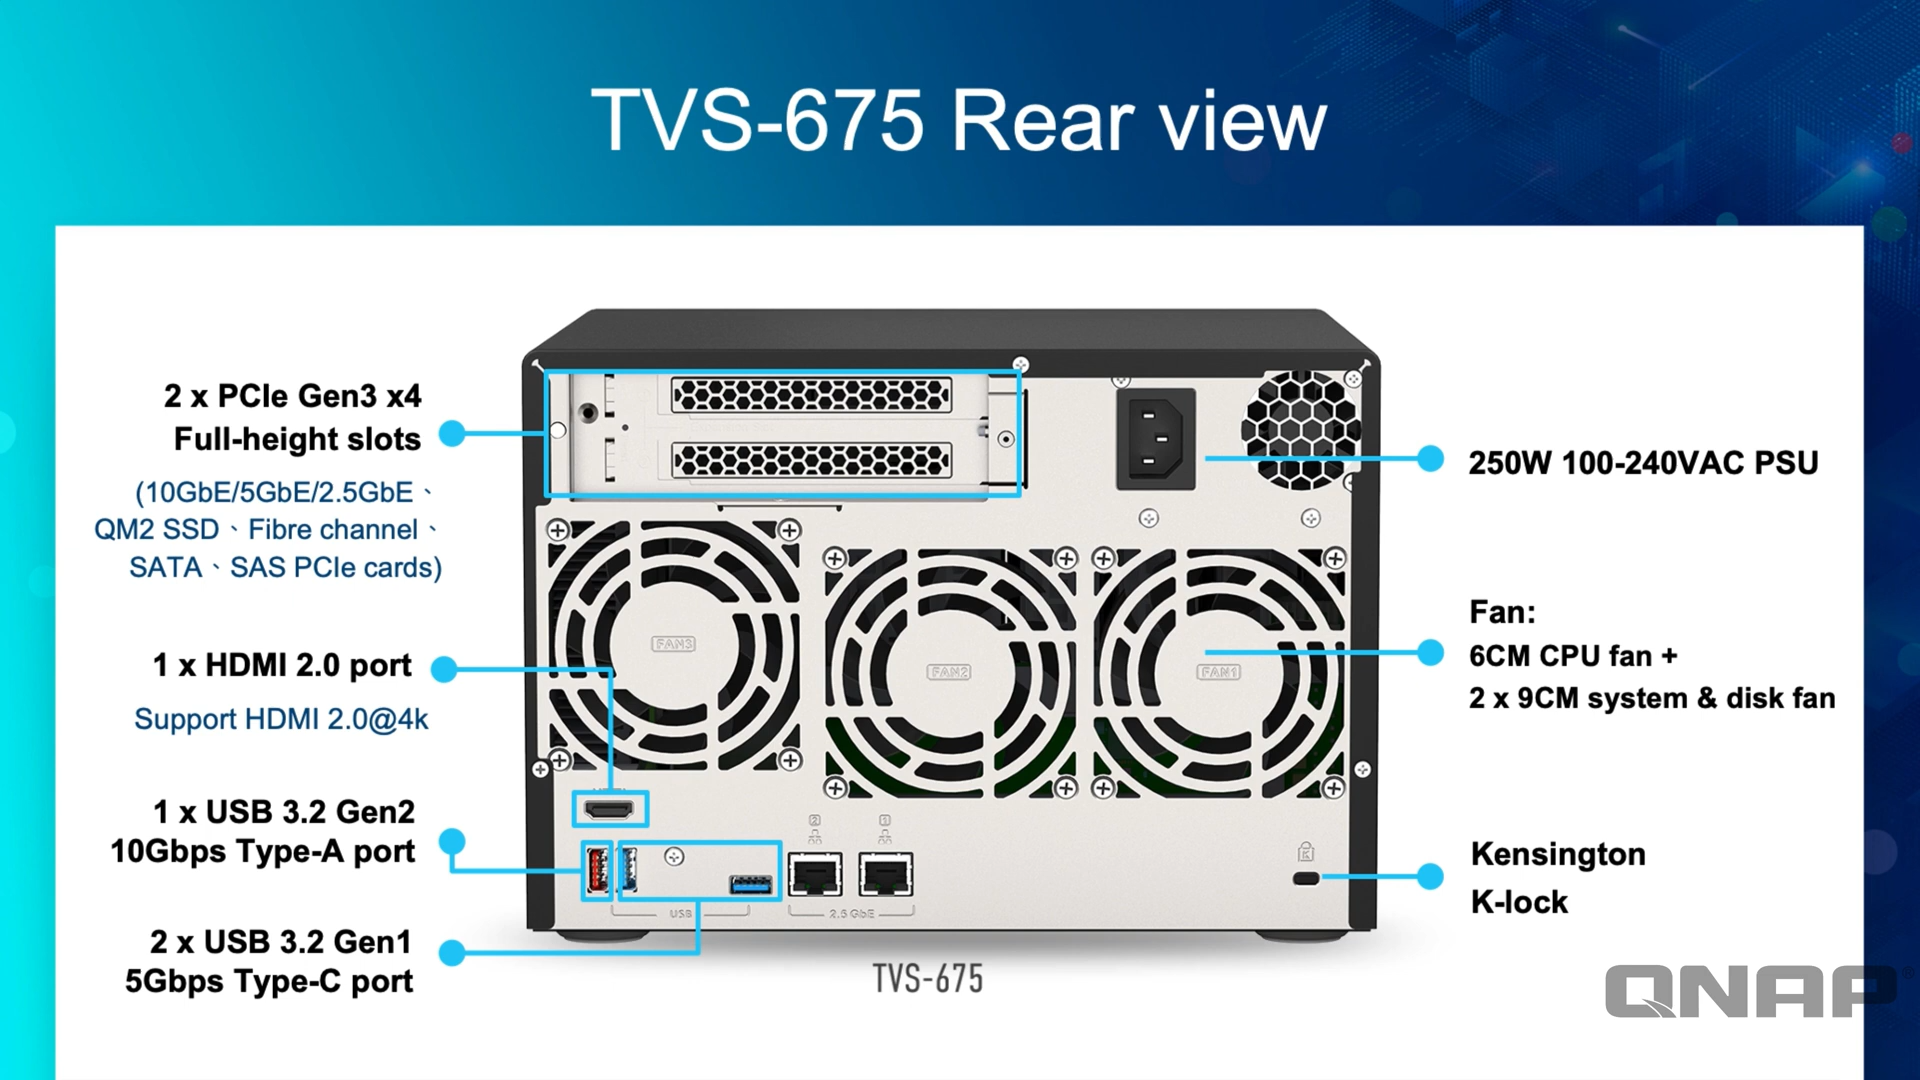 TVS-675 Rear view
2 x PCIe Gen3 x4
Full-height slots
(10GbE/5GbE/2.5GbE、
QM2 SSD、Fibre channel、
SATA、SAS PCIe cards)
1 x HDMI 2.0 port
Support HDMI 2.0@4k
1 x USB 3.2 Gen2
10Gbps Type-A port
2 x USB 3.2 Gen1
5Gbps Type-C port
FAN3
FAN2
FAN1
2
1
USB
2.5 GbE
K
TVS-675
250W 100-240VAC PSU
Fan:
6CM CPU fan +
2 x 9CM system & disk fan
Kensington
K-lock
QNAP